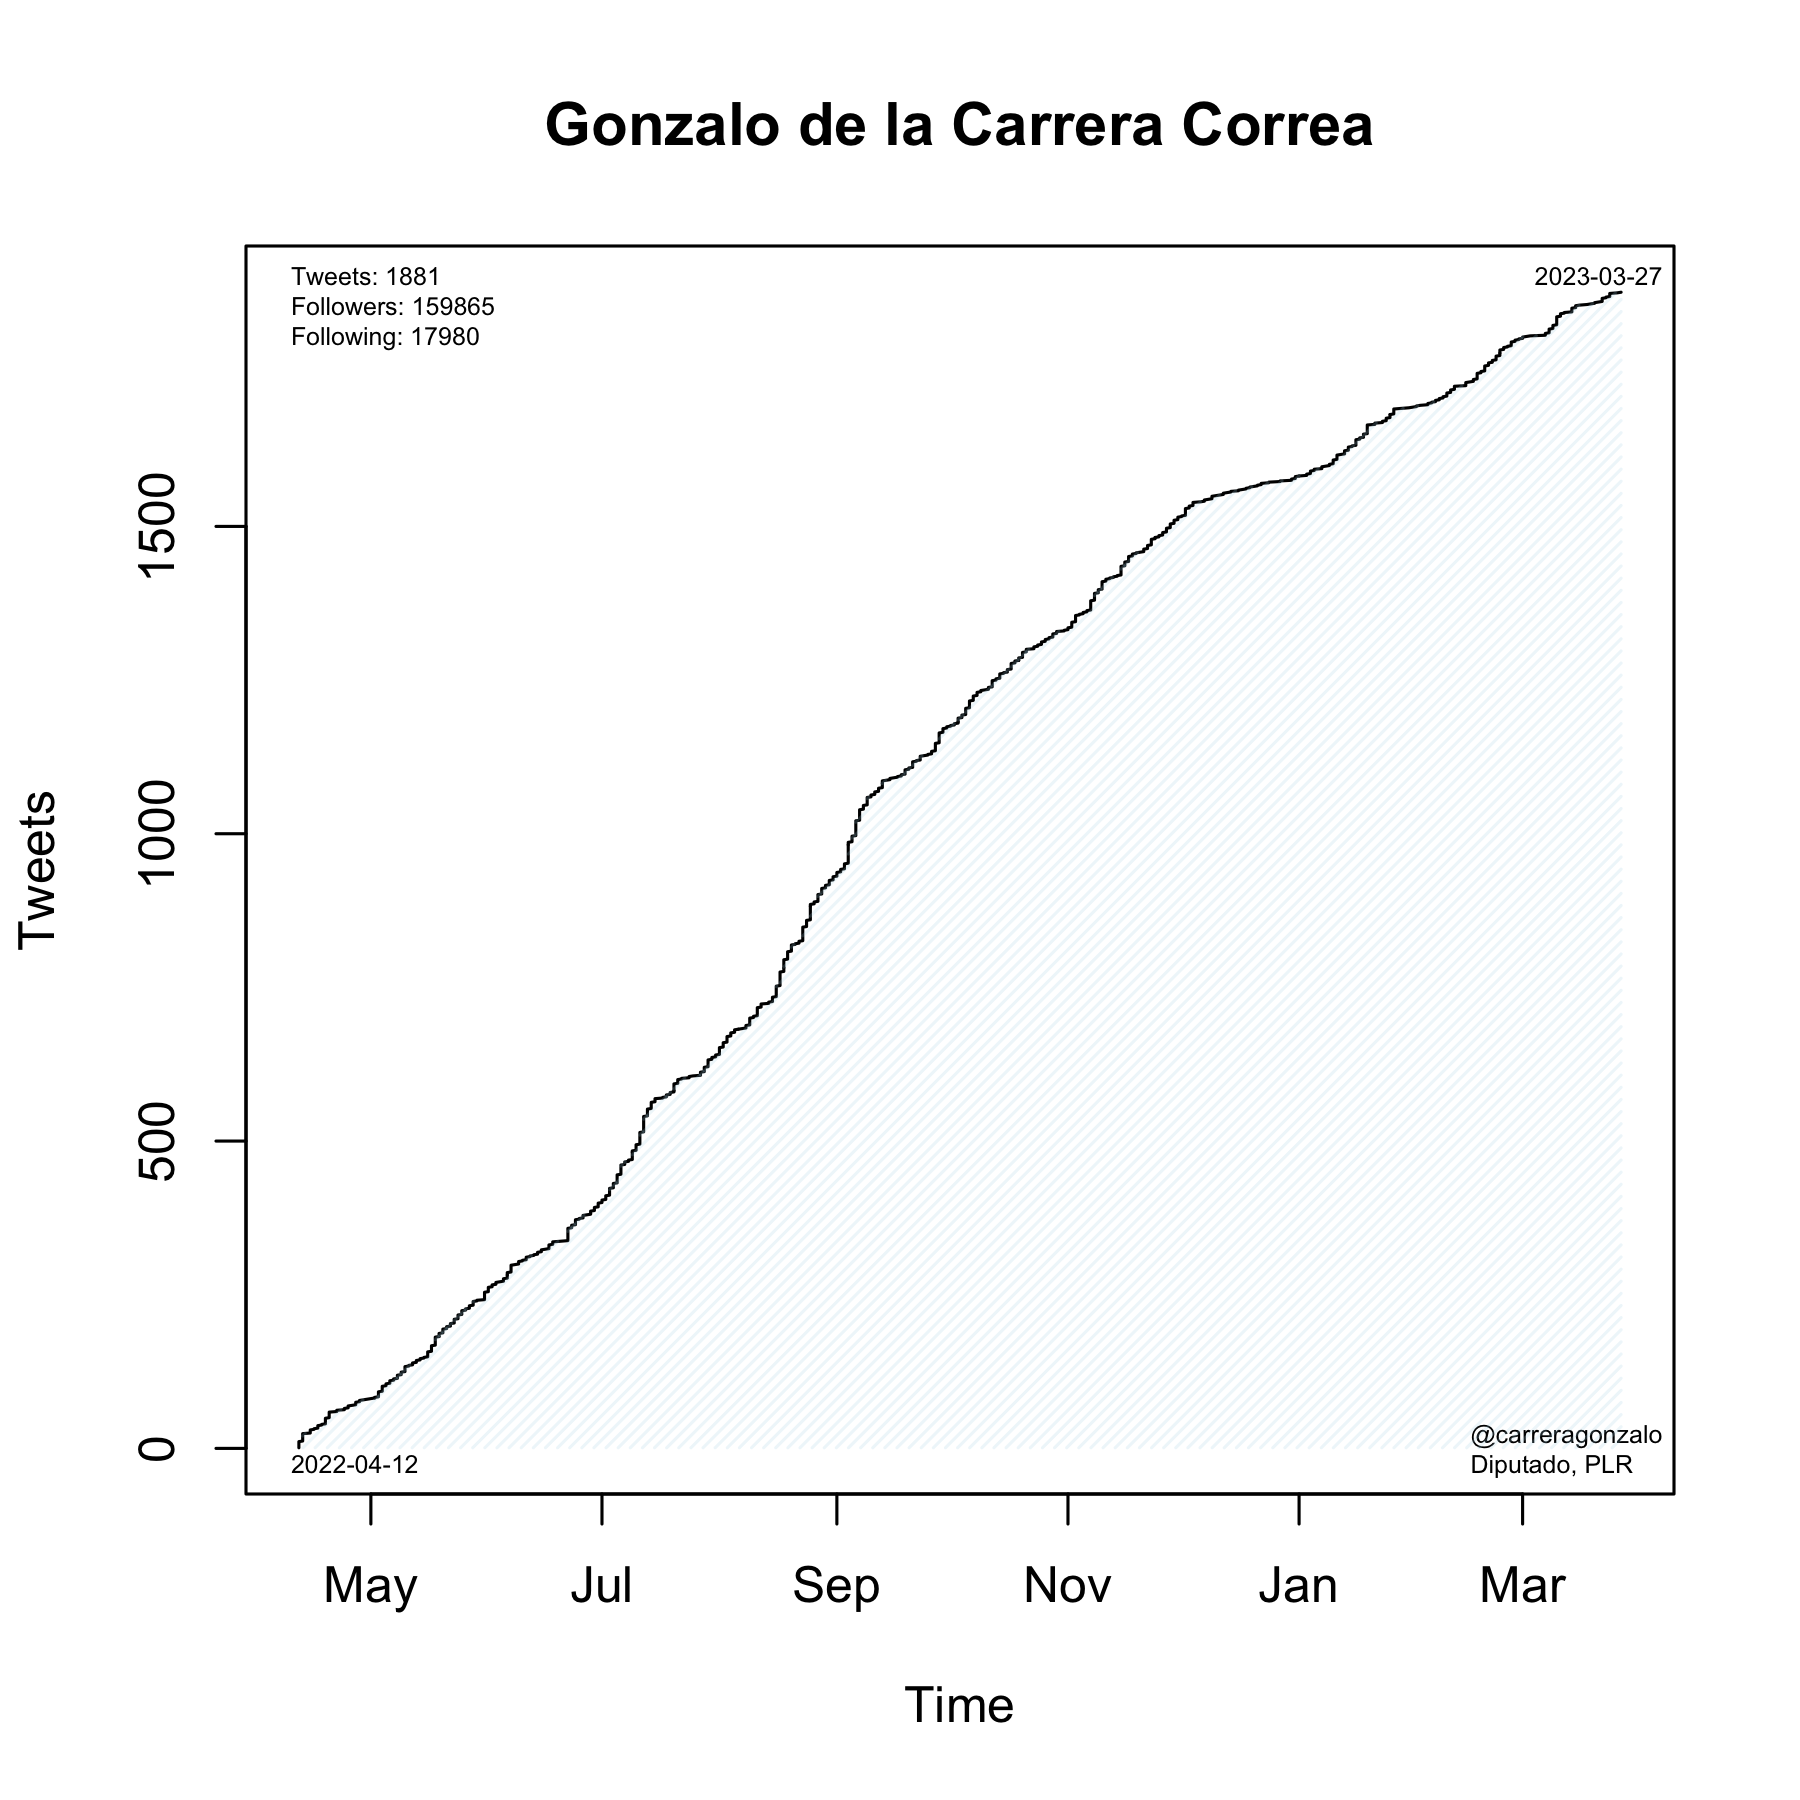 Gonzalo de la Carrera Correa
Tweets: 1881
Followers: 159865
Following: 17980
2023-03-27
Tweets
1500
1000
500
0
2022-04-12
@carreragonzalo
Diputado, PLR
May Jul Sep Nov Jan Mar
Time